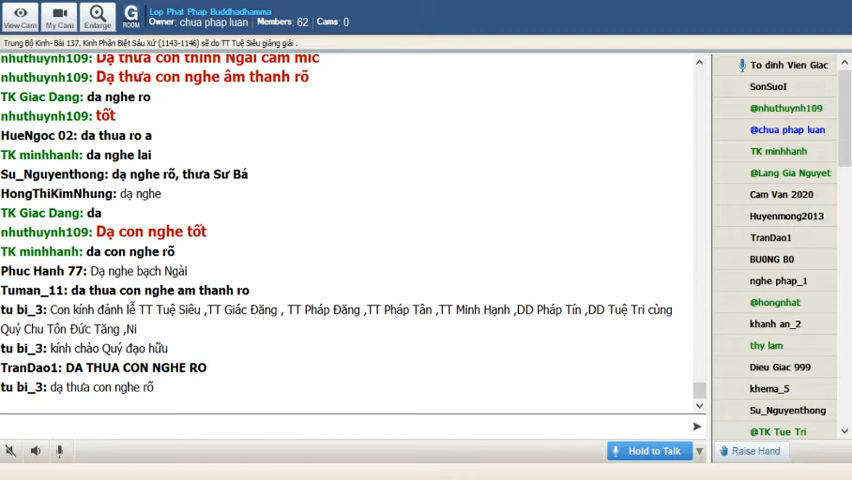 View Cam
My Cam
Enlarge
G
ROOM
Lop Phat Phap Buddhadhamma
Owner: chua phap luan Members: 62 Cams: 0
Trung Bộ Kinh- Bài 137. Kinh Phân Biệt Sáu Xứ (1143-1146) sẽ do TT Tuệ Siêu giảng giải .
nhuthuynh109: Dạ thưa con thỉnh Ngài cầm mic
nhuthuynh109: Dạ thưa con nghe âm thanh rõ
TK Giac Dang: da nghe ro
nhuthuynh109: tốt
HueNgoc 02: da thua ro a
TK minhhanh: da nghe lai
Su_Nguyenthong: dạ nghe rõ, thưa Sư Bá
HongThiKimNhung: dạ nghe
TK Giac Dang: da
nhuthuynh109: Dạ con nghe tốt
TK minhhanh: da con nghe rõ
Phuc Hanh 77: Dạ nghe bạch Ngài
Tuman_11: da thua con nghe am thanh ro
tu bi_3: Con kính đảnh lễ TT Tuệ Siêu ,TT Giác Đăng , TT Pháp Đăng ,TT Pháp Tân ,TT Minh Hạnh ,DD Pháp Tín ,DD Tuệ Tri cùng
Quý Chu Tôn Đức Tăng ,Ni
tu bi_3: kính chào Quý đạo hữu
TranDao1: DA THUA CON NGHE RO
tu bi_3: dạ thưa con nghe rõ
Hold to Talk
To dinh Vien Giac
SonSuoI
@nhuthuynh109
@chua phap luan
TK minhhanh
@Lang Gia Nguyet
Cam Van 2020
Huyenmong2013
TranDao1
BU0NG B0
nghe phap_1
@hongnhat
khanh an_2
thy lam
Dieu Giac 999
khema_5
Su_Nguyenthong
@TK Tue Tri
Raise Hand